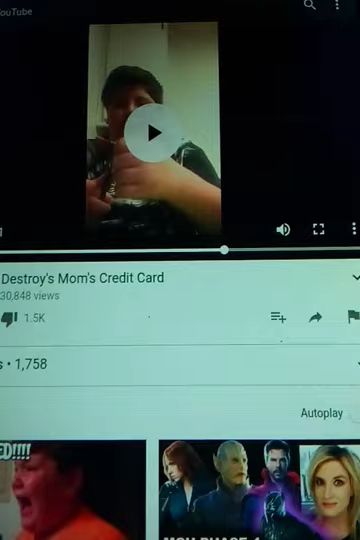 YouTube
Destroy's Mom's Credit Card
30,848 views
1.5K
s • 1,758
Autoplay
ED!!!!